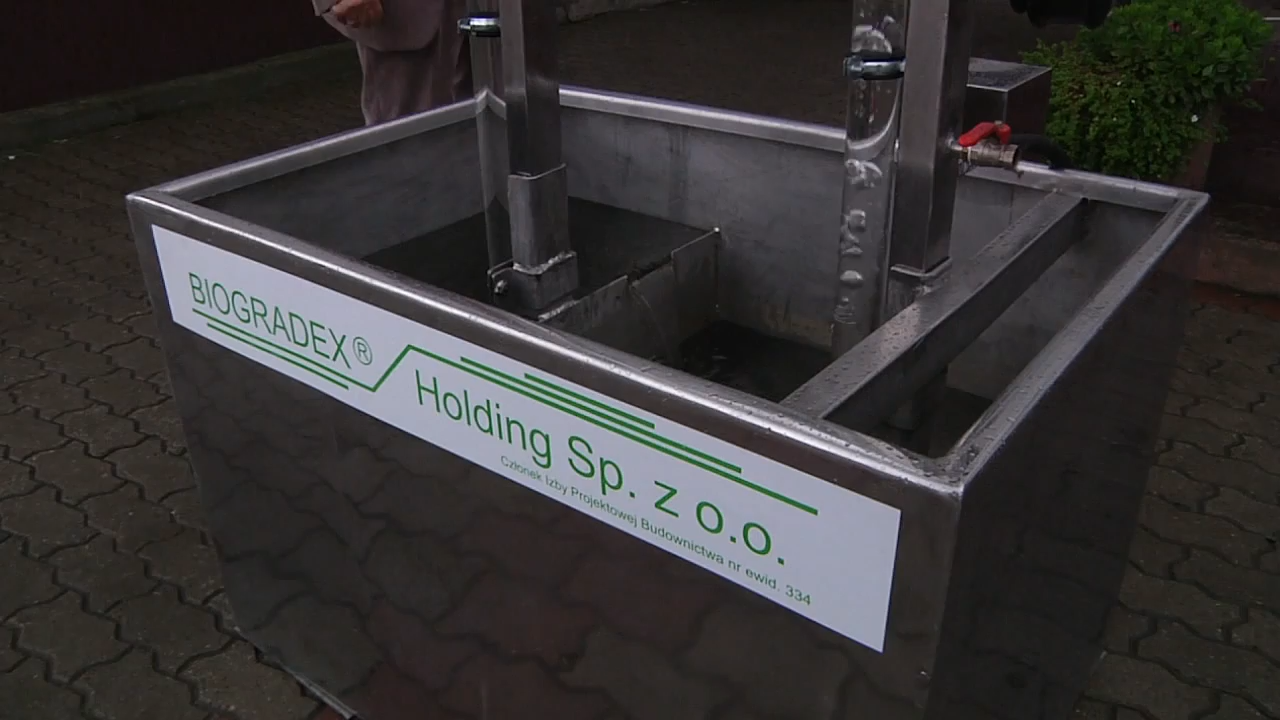 BIOGRADEX®
Holding Sp. z o.o.
Członek Izby Projektowej Budownictwa nr ewid. 334